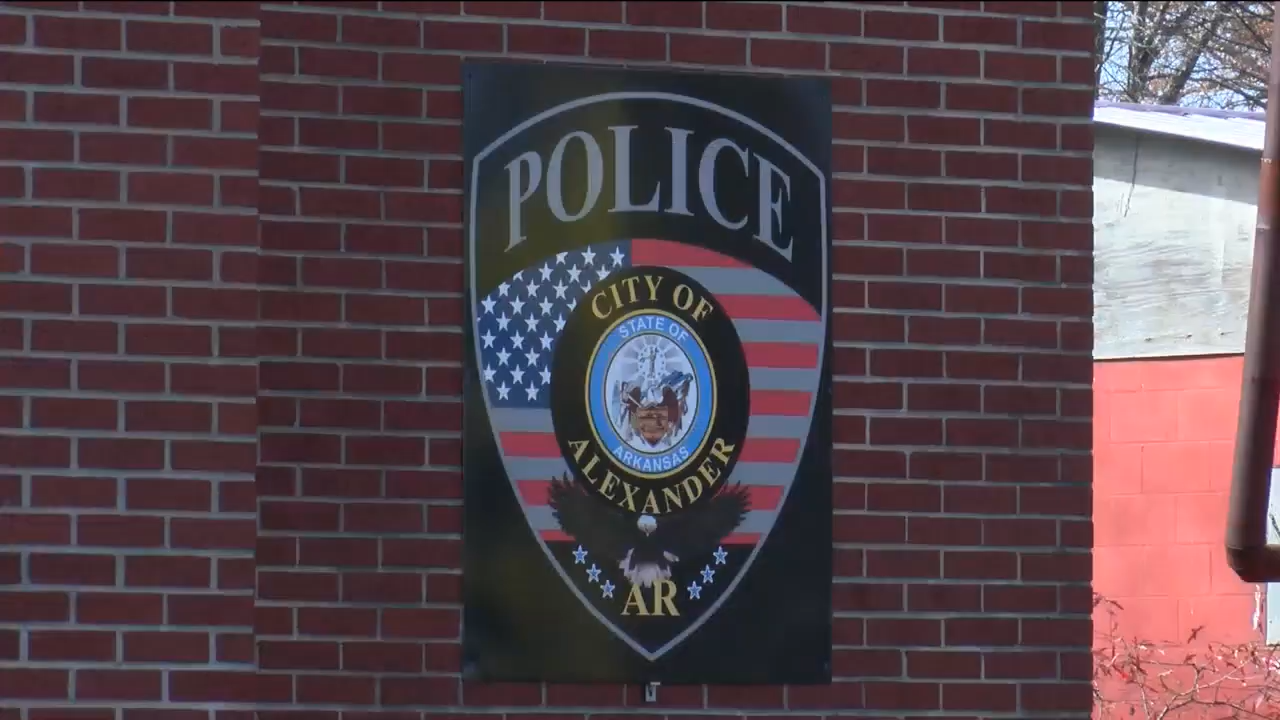 POLICE
CITY OF
STATE OF
ARKANSAS
ALEXANDER
AR